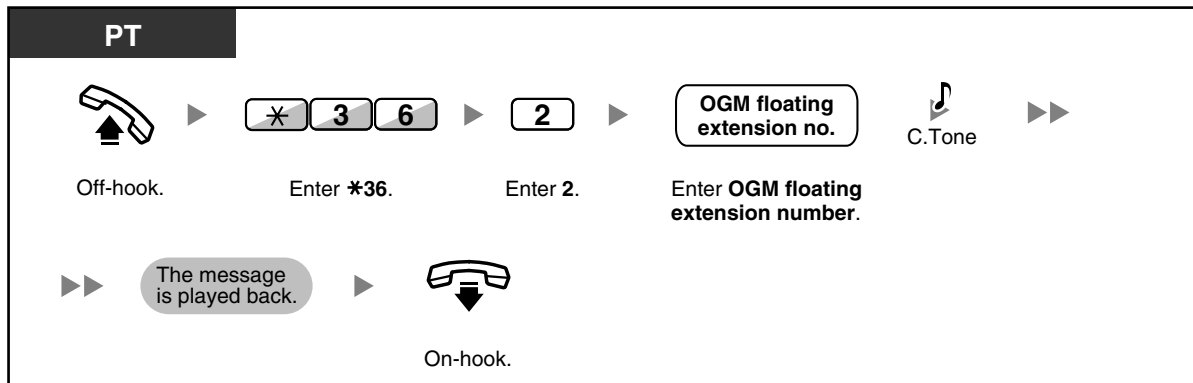 PT
✳ 3 6
2
OGM floating
extension no.
C.Tone
Off-hook.
Enter ✳36.
Enter 2.
Enter OGM floating
extension number.
The message
is played back.
On-hook.